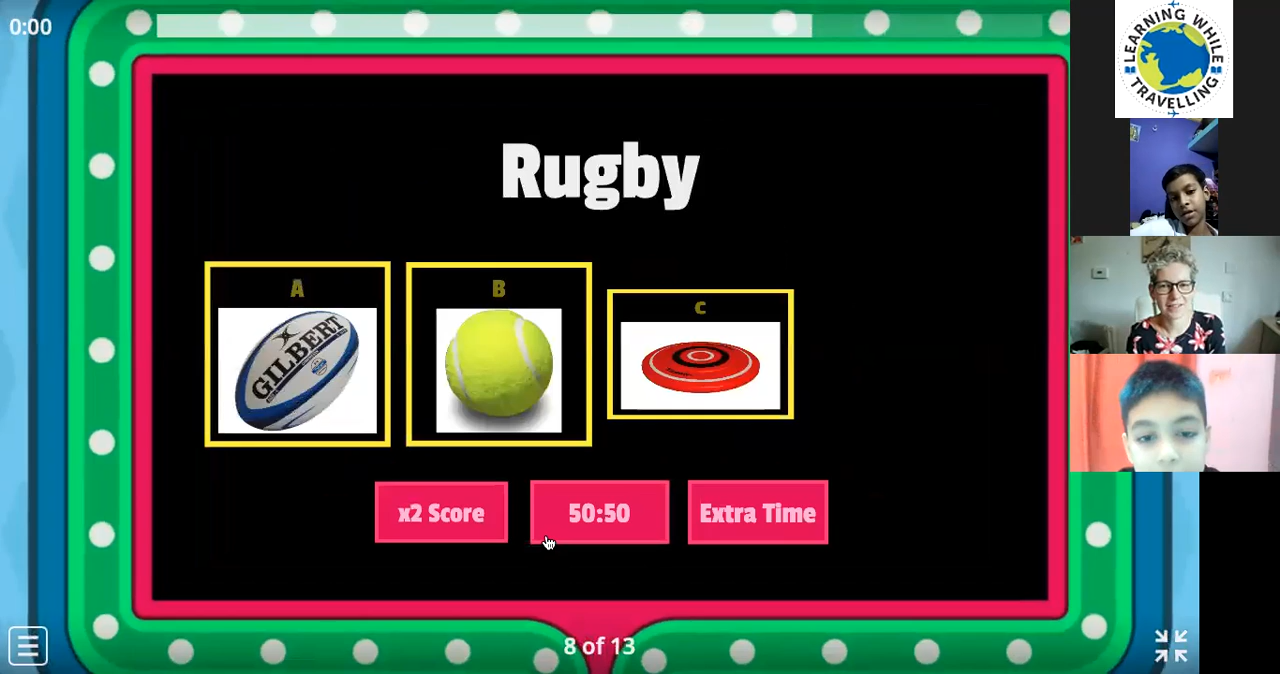 0:00
LEARNING WHILE
TRAVELLING
Rugby
A
B
C
GILBERT
x2 Score
50:50
Extra Time
8 of 13